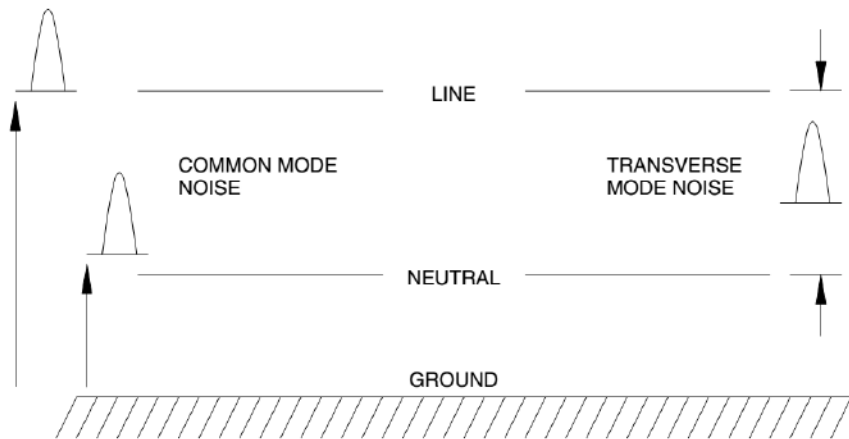 LINE
COMMON MODE
NOISE
TRANSVERSE
MODE NOISE
NEUTRAL
GROUND